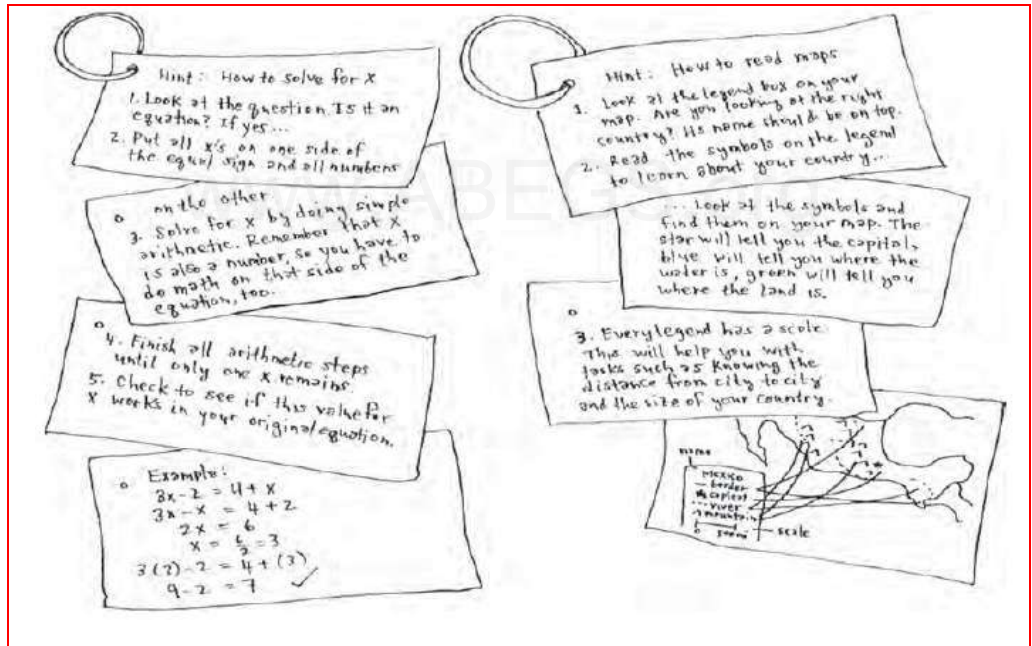 Hint: How to solve for x
1. Look at the question. Is it an
equation? If yes...
2. Put all x's on one side of
the equal sign and all numbers
on the other
3. Solve for x by doing simple
arithmetic. Remember that x
is also a number, so you have to
do math on that side of the
equation, too.
4. Finish all arithmetic steps
until only one x remains.
5. Check to see if this value for
x works in your original equation.
Example:
3x-2 = 4+x
3x-x = 4+2
2x = 6
x = 6/2 = 3
3(3)-2 = 4+(3)
9-2 = 7 ✓
Hint: How to read maps
1. Look at the legend box on your
map. Are you looking at the right
country? Its name should be on top.
2. Read the symbols on the legend
to learn about your country...
... Look at the symbols and
find them on your map. The
star will tell you the capital,
blue will tell you where the
water is, green will tell you
where the land is.
3. Every legend has a scale
This will help you with
tasks such as knowing the
distance from city to city
and the size of your country.
name
Mexico
border
capital
river
mountain
0
scale
www.ABEGS.org